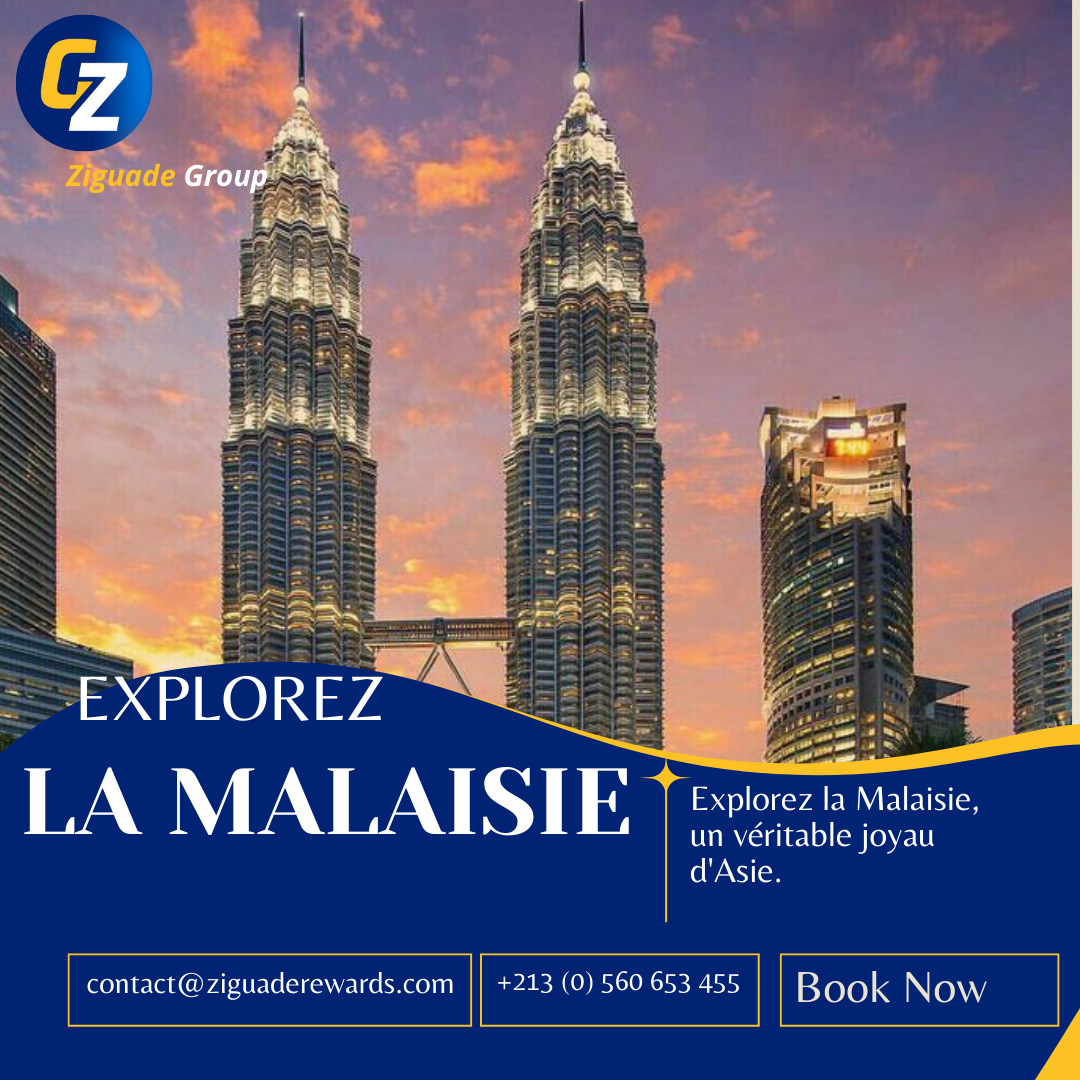 GZ
Ziguade Group
EXPLOREZ
LA MALAISIE
Explorez la Malaisie,
un véritable joyau
d'Asie.
contact@ziguaderewards.com
+213 (0) 560 653 455
Book Now